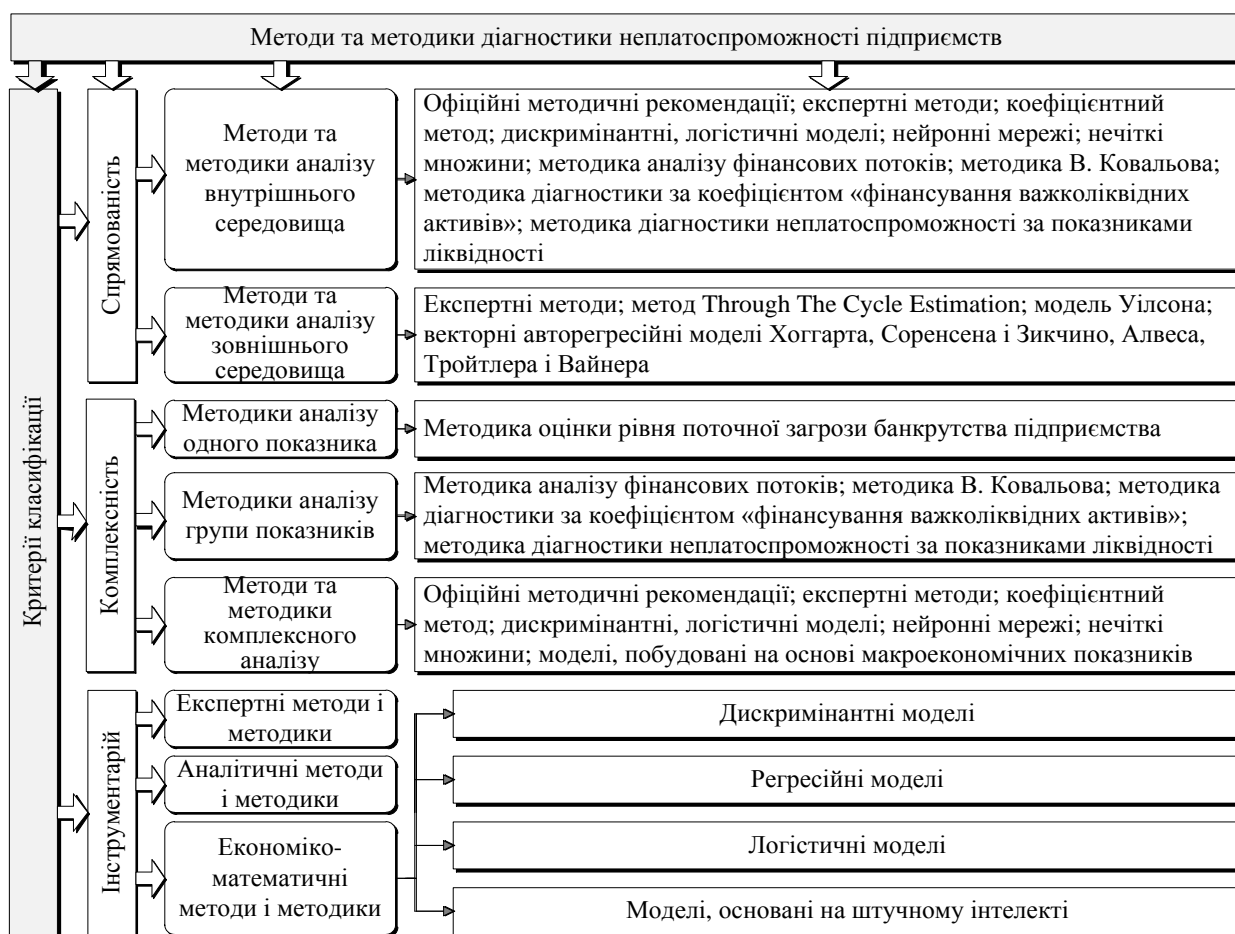 Методи та методики діагностики неплатоспроможності підприємств
Критерії класифікації
Спрямованість
Методи та
методики аналізу
внутрішнього
середовища
Офіційні методичні рекомендації; експертні методи; коефіцієнтний
метод; дискримінантні, логістичні моделі; нейронні мережі; нечіткі
множини; методика аналізу фінансових потоків; методика В. Ковальова;
методика діагностики за коефіцієнтом «фінансування важколіквідних
активів»; методика діагностики неплатоспроможності за показниками
ліквідності
Методи та
методики аналізу
зовнішнього
середовища
Експертні методи; метод Through The Cycle Estimation; модель Уілсона;
векторні авторегресійні моделі Хоггарта, Соренсена і Зикчино, Алвеса,
Тройтлера і Вайнера
Комплексність
Методики аналізу
одного показника
Методика оцінки рівня поточної загрози банкрутства підприємства
Методики аналізу
групи показників
Методика аналізу фінансових потоків; методика В. Ковальова; методика
діагностики за коефіцієнтом «фінансування важколіквідних активів»;
методика діагностики неплатоспроможності за показниками ліквідності
Методи та
методики
комплексного
аналізу
Офіційні методичні рекомендації; експертні методи; коефіцієнтний
метод; дискримінантні, логістичні моделі; нейронні мережі; нечіткі
множини; моделі, побудовані на основі макроекономічних показників
Інструментарій
Експертні методи і
методики
Аналітичні методи
і методики
Економіко-
математичні
методи і методики
Дискримінантні моделі
Регресійні моделі
Логістичні моделі
Моделі, основані на штучному інтелекті